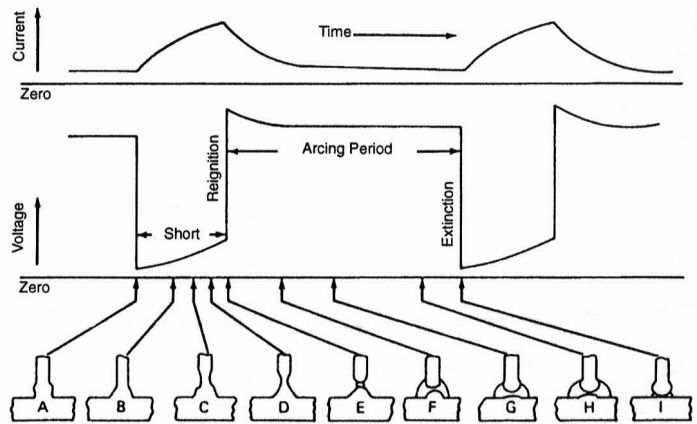 Current
Time
Zero
Reignition
Arcing Period
Extinction
Voltage
Short
Zero
A B C D E F G H I